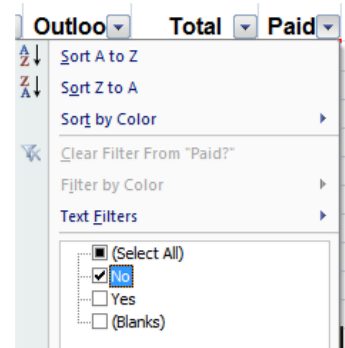 Outloo Total Paid
Sort A to Z
Sort Z to A
Sort by Color
Clear Filter From "Paid?"
Filter by Color
Text Filters
(Select All)
No
Yes
(Blanks)